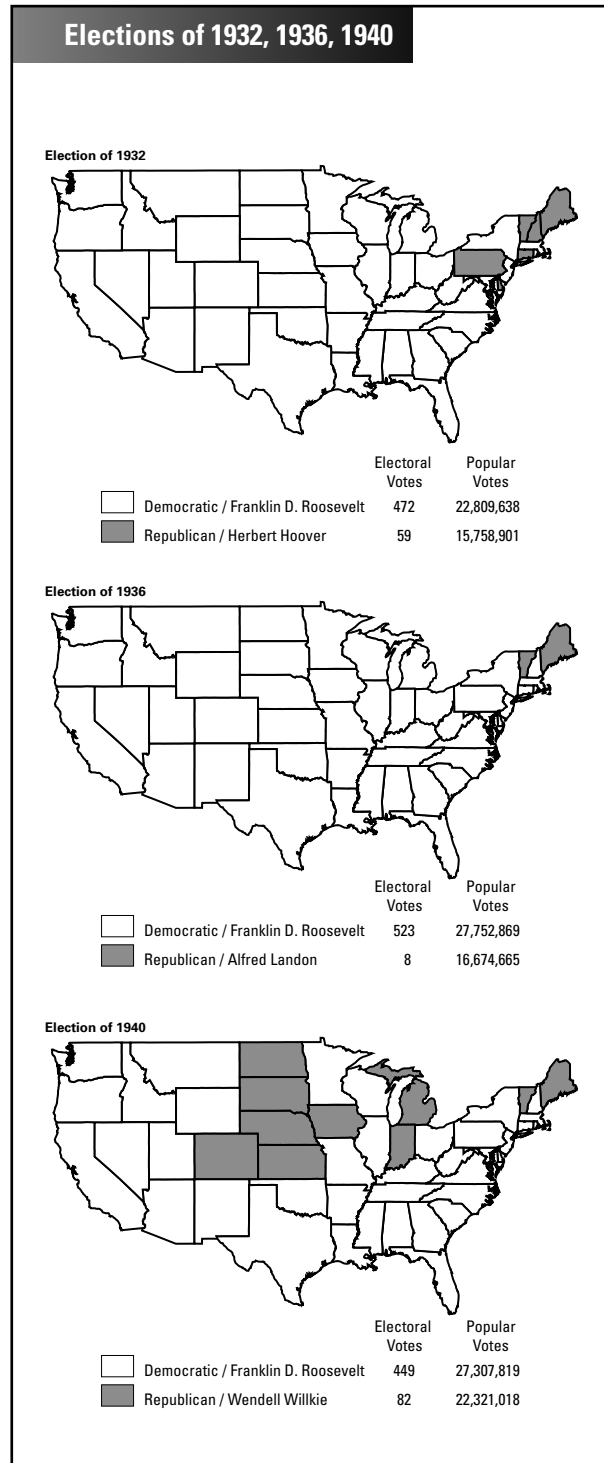 Elections of 1932, 1936, 1940
Election of 1932
Electoral Popular
Votes Votes
Democratic / Franklin D. Roosevelt 472 22,809,638
Republican / Herbert Hoover 59 15,758,901
Election of 1936
Electoral Popular
Votes Votes
Democratic / Franklin D. Roosevelt 523 27,752,869
Republican / Alfred Landon 8 16,674,665
Election of 1940
Electoral Popular
Votes Votes
Democratic / Franklin D. Roosevelt 449 27,307,819
Republican / Wendell Willkie 82 22,321,018